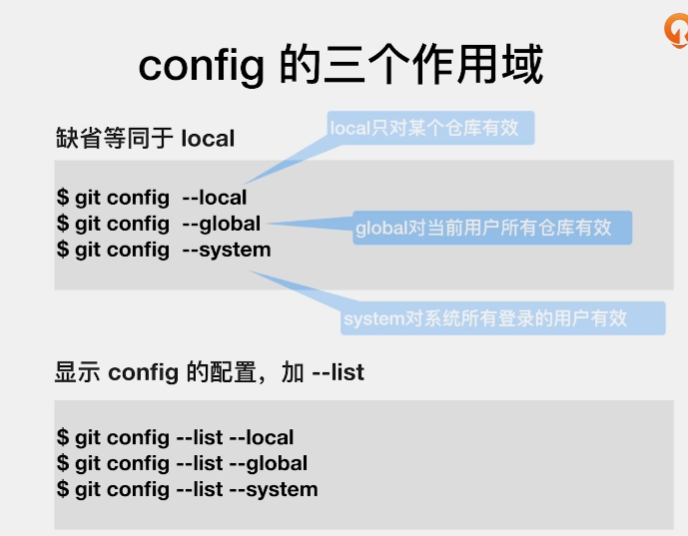 config 的三个作用域
缺省等同于 local
local只对某个仓库有效
$ git config  --local
$ git config  --global
global对当前用户所有仓库有效
$ git config  --system
system对系统所有登录的用户有效
显示 config 的配置，加 --list
$ git config --list --local
$ git config --list --global
$ git config --list --system